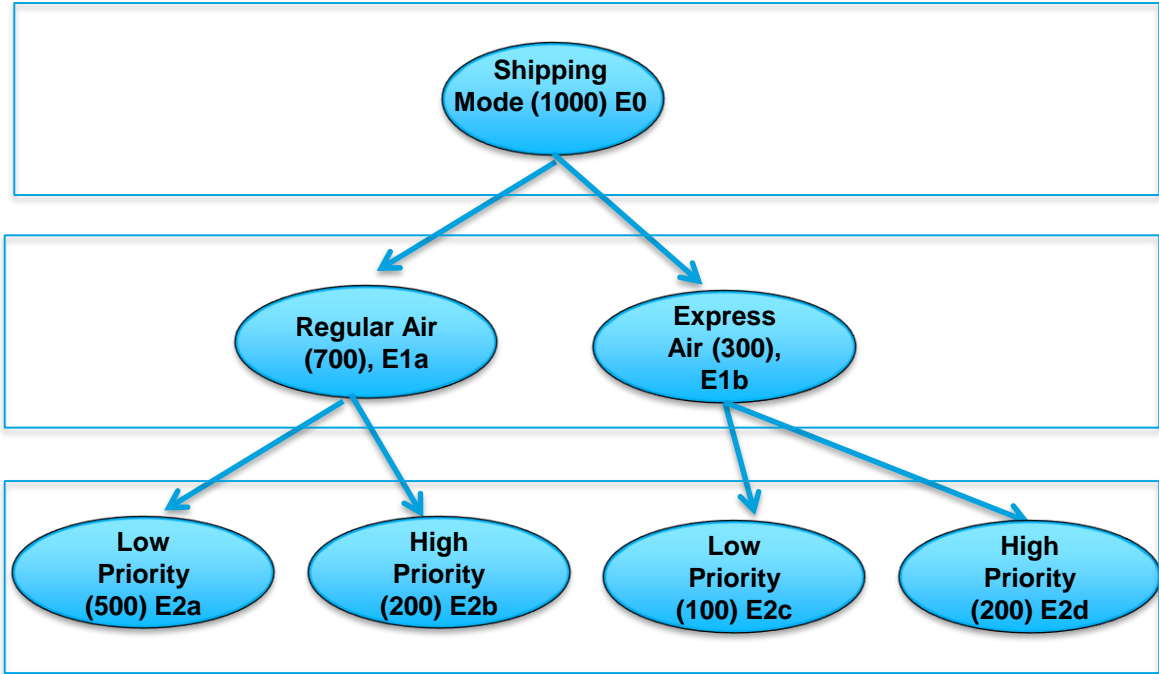 Shipping
Mode (1000) E0
Regular Air
(700), E1a
Express
Air (300),
E1b
Low
Priority
(500) E2a
High
Priority
(200) E2b
Low
Priority
(100) E2c
High
Priority
(200) E2d